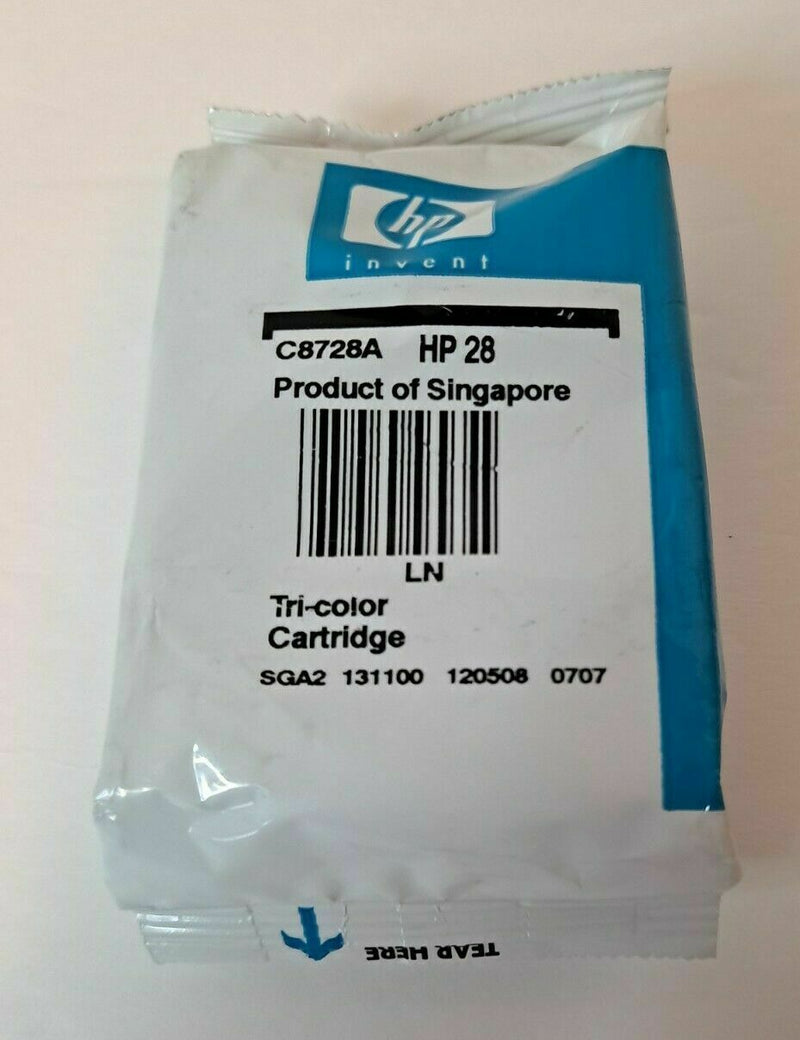 hp
invent
C8728A HP 28
Product of Singapore
LN
Tri-color
Cartridge
SGA2 131100 120508 0707
TEAR HERE